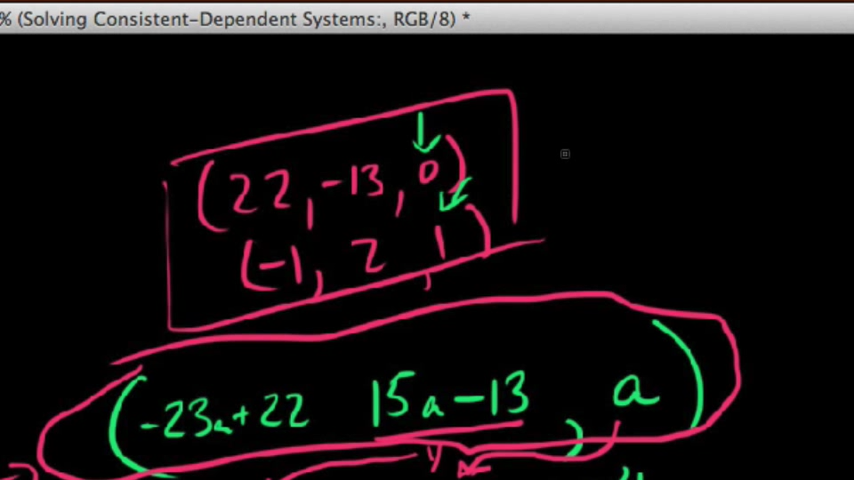 % (Solving Consistent-Dependent Systems:, RGB/8) *
(22, -13, 0)
(-1, 2 1)
(-23a+22 15a-13 a)
y